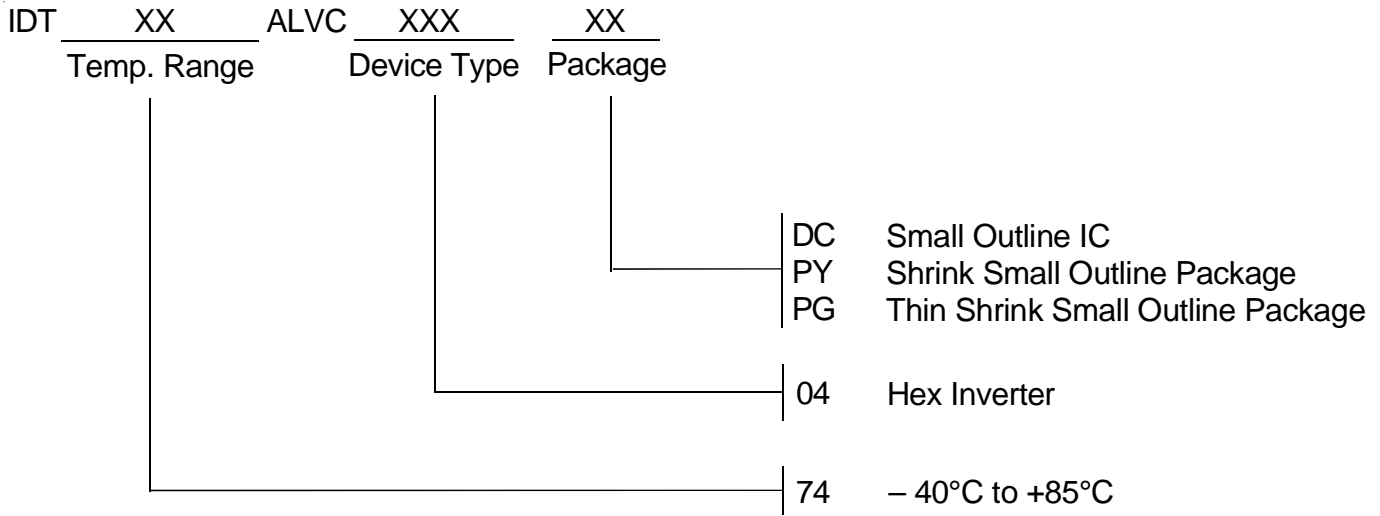 IDT XX ALVC XXX XX
Temp. Range Device Type Package
DC Small Outline IC
PY Shrink Small Outline Package
PG Thin Shrink Small Outline Package
04 Hex Inverter
74 – 40°C to +85°C